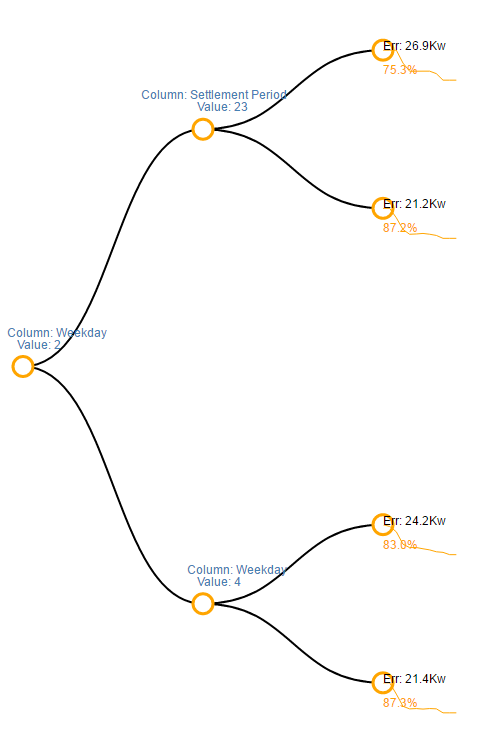 Err: 26.9Kw
75.3%
Column: Settlement Period
Value: 23
Err: 21.2Kw
87.2%
Column: Weekday
Value: 2
Err: 24.2Kw
83.0%
Column: Weekday
Value: 4
Err: 21.4Kw
87.3%